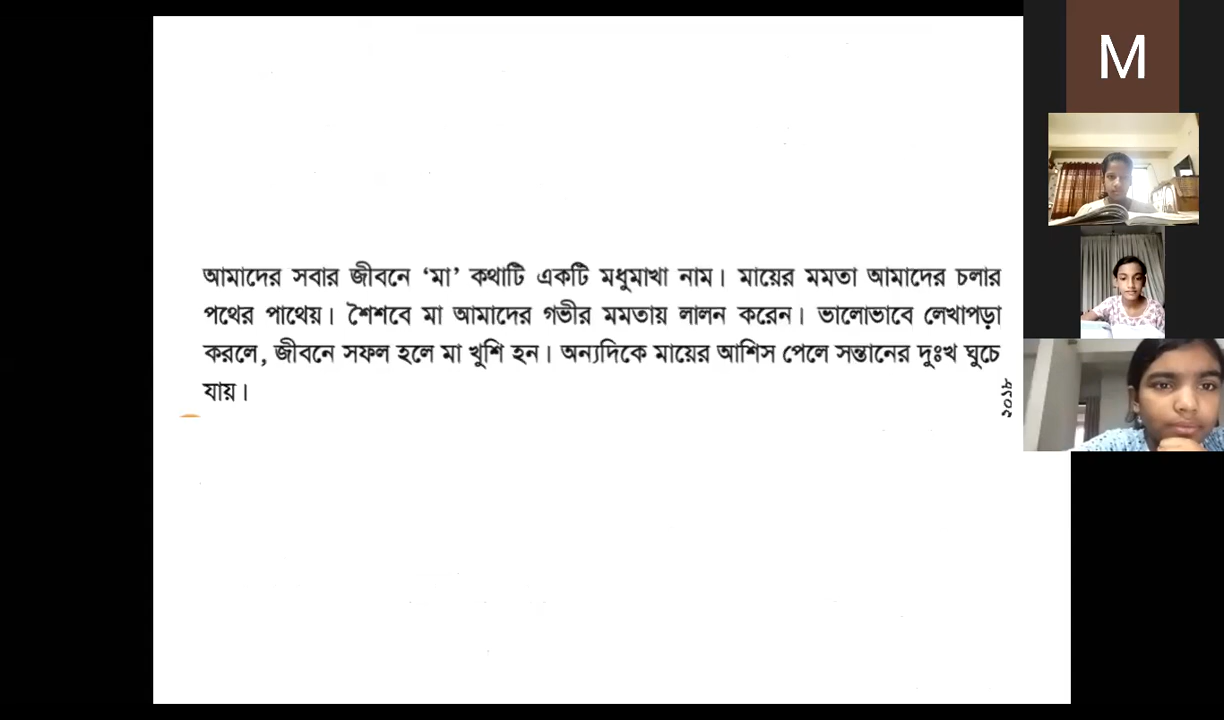 আমাদের সবার জীবনে ‘মা’ কথাটি একটি মধুমাখা নাম। মায়ের মমতা আমাদের চলার
পথের পাথেয়। শৈশবে মা আমাদের গভীর মমতায় লালন করেন। ভালোভাবে লেখাপড়া
করলে, জীবনে সফল হলে মা খুশি হন। অন্যদিকে মায়ের আশিস পেলে সন্তানের দুঃখ ঘুচে
যায়।
২০১৮
M